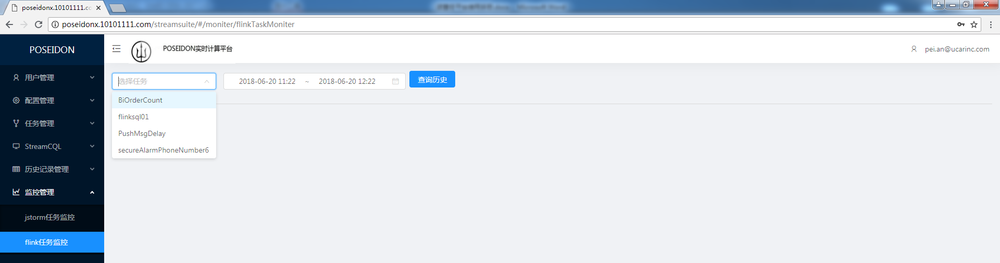 poseidonx.10101111.cc
poseidonx.10101111.com/streamsuite/#/moniter/flinkTaskMoniter
POSEIDON
POSEIDON实时计算平台
pei.an@ucarinc.com
用户管理
配置管理
任务管理
StreamCQL
历史记录管理
监控管理
jstorm任务监控
flink任务监控
选择任务
2018-06-20 11:22 ~ 2018-06-20 12:22
查询历史
BiOrderCount
flinksql01
PushMsgDelay
secureAlarmPhoneNumber6